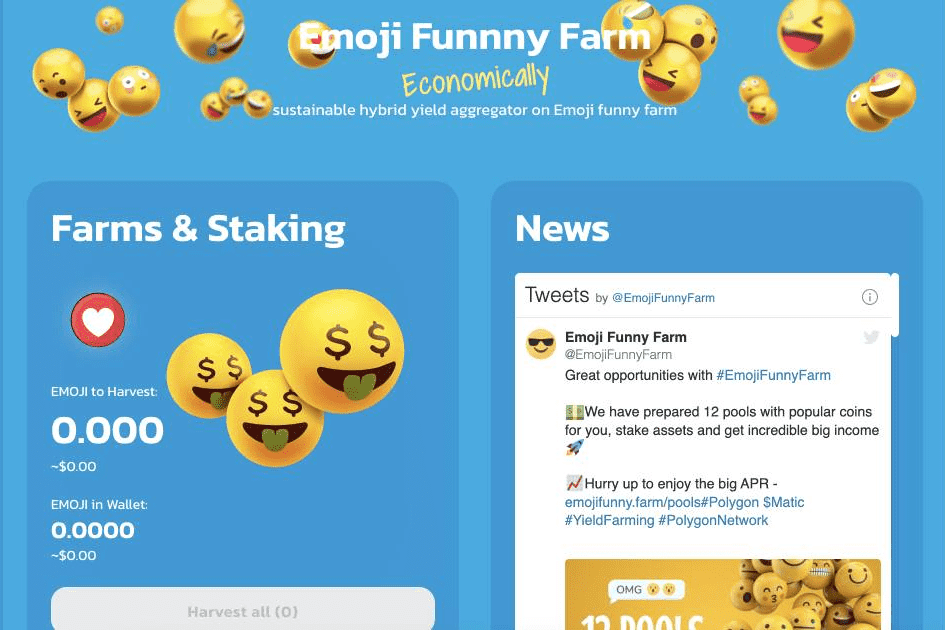 Emoji Funnny Farm
Economically
sustainable hybrid yield aggregator on Emoji funny farm
Farms & Staking
EMOJI to Harvest:
0.000
~$0.00
EMOJI in Wallet:
0.0000
~$0.00
Harvest all (0)
News
Tweets by @EmojiFunnyFarm
Emoji Funny Farm
@EmojiFunnyFarm
Great opportunities with #EmojiFunnyFarm
💵We have prepared 12 pools with popular coins
for you, stake assets and get incredible big income
🚀
📈Hurry up to enjoy the big APR -
emojifunny.farm/pools#Polygon $Matic
#YieldFarming #PolygonNetwork
OMG 😯😯
12 POOLS